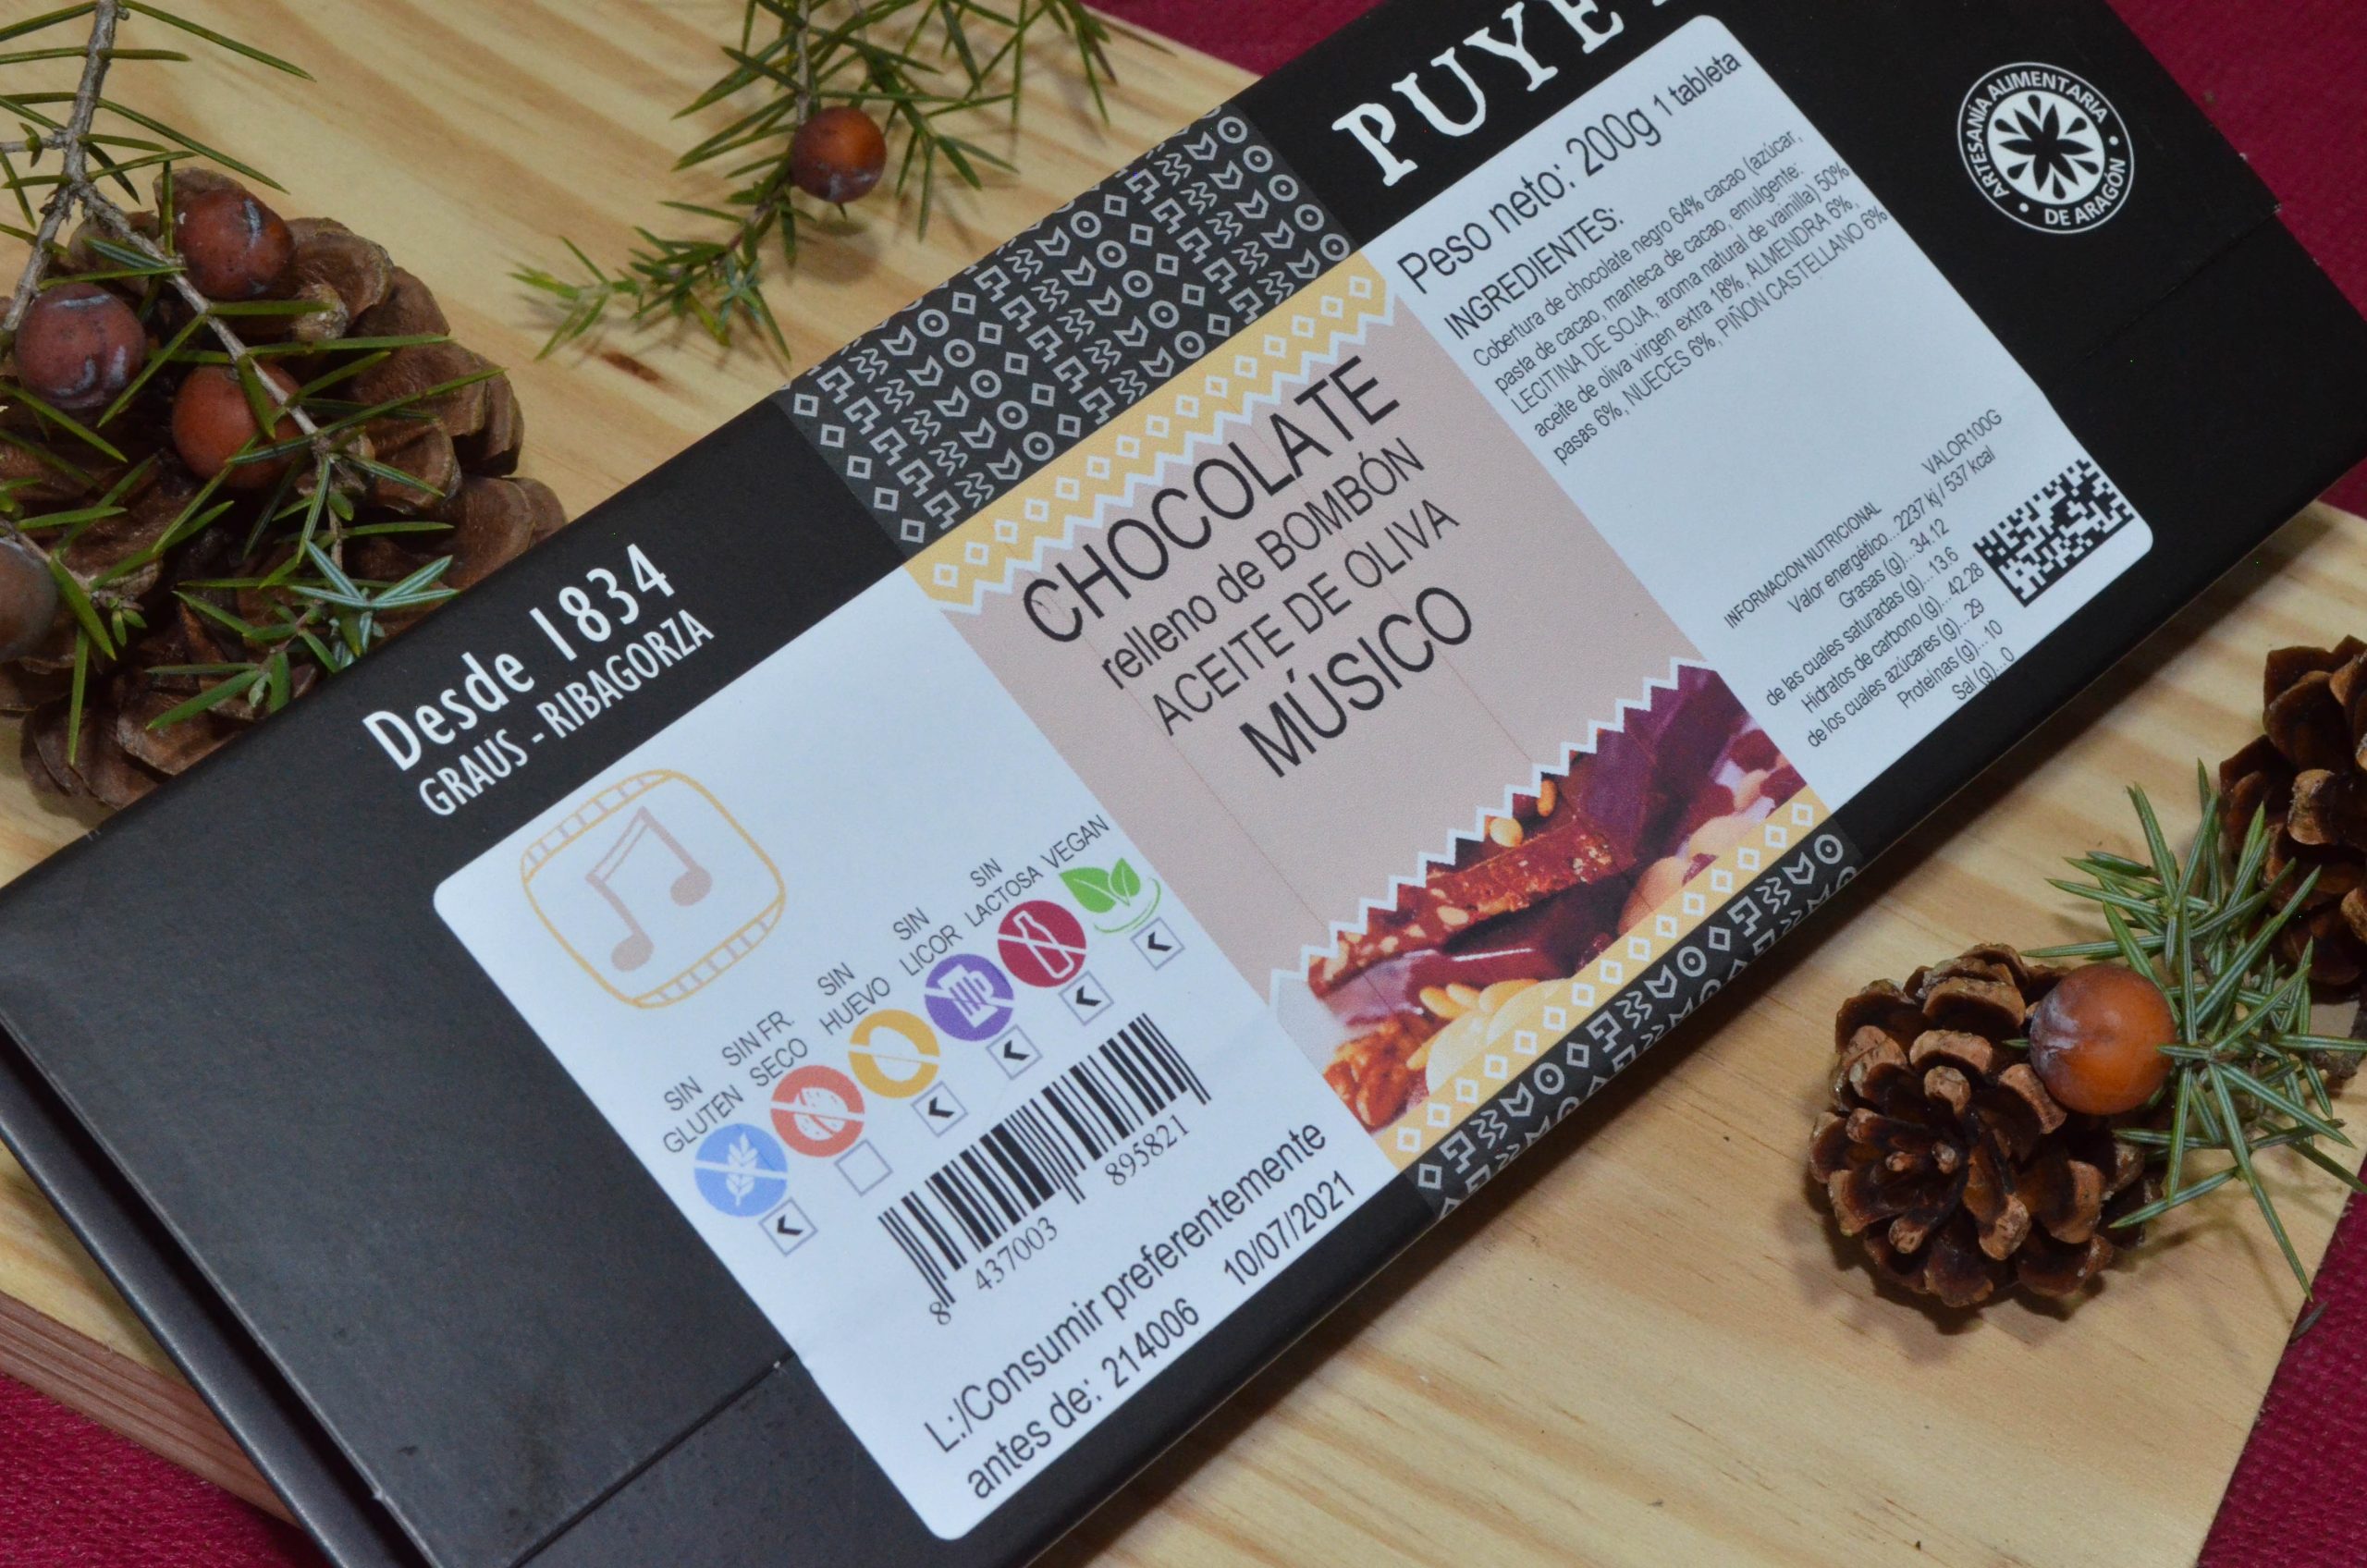 PUYE
Desde 1834
GRAUS - RIBAGORZA
ARTESANÍA ALIMENTARIA
DE ARAGÓN
SIN
GLUTEN
SIN FR.
SECO
SIN
HUEVO
SIN
LICOR
SIN
LACTOSA
VEGAN
8 437003 895821
L:/Consumir preferentemente
antes de: 214006 10/07/2021
CHOCOLATE
relleno de BOMBÓN
ACEITE DE OLIVA
MÚSICO
Peso neto: 200g 1 tableta
INGREDIENTES:
Cobertura de chocolate negro 64% cacao (azúcar,
pasta de cacao, manteca de cacao, emulgente:
LECITINA DE SOJA, aroma natural de vainilla) 50%
aceite de oliva virgen extra 18%, ALMENDRA 6%,
pasas 6%, NUECES 6%, PIÑON CASTELLANO 6%
INFORMACION NUTRICIONAL VALOR100G
Valor energético...2237 kj / 537 kcal
Grasas (g)...34.12
de las cuales saturadas (g)...13.6
Hidratos de carbono (g)...42.28
de los cuales azúcares (g)...29
Proteínas (g)...10
Sal (g)...0